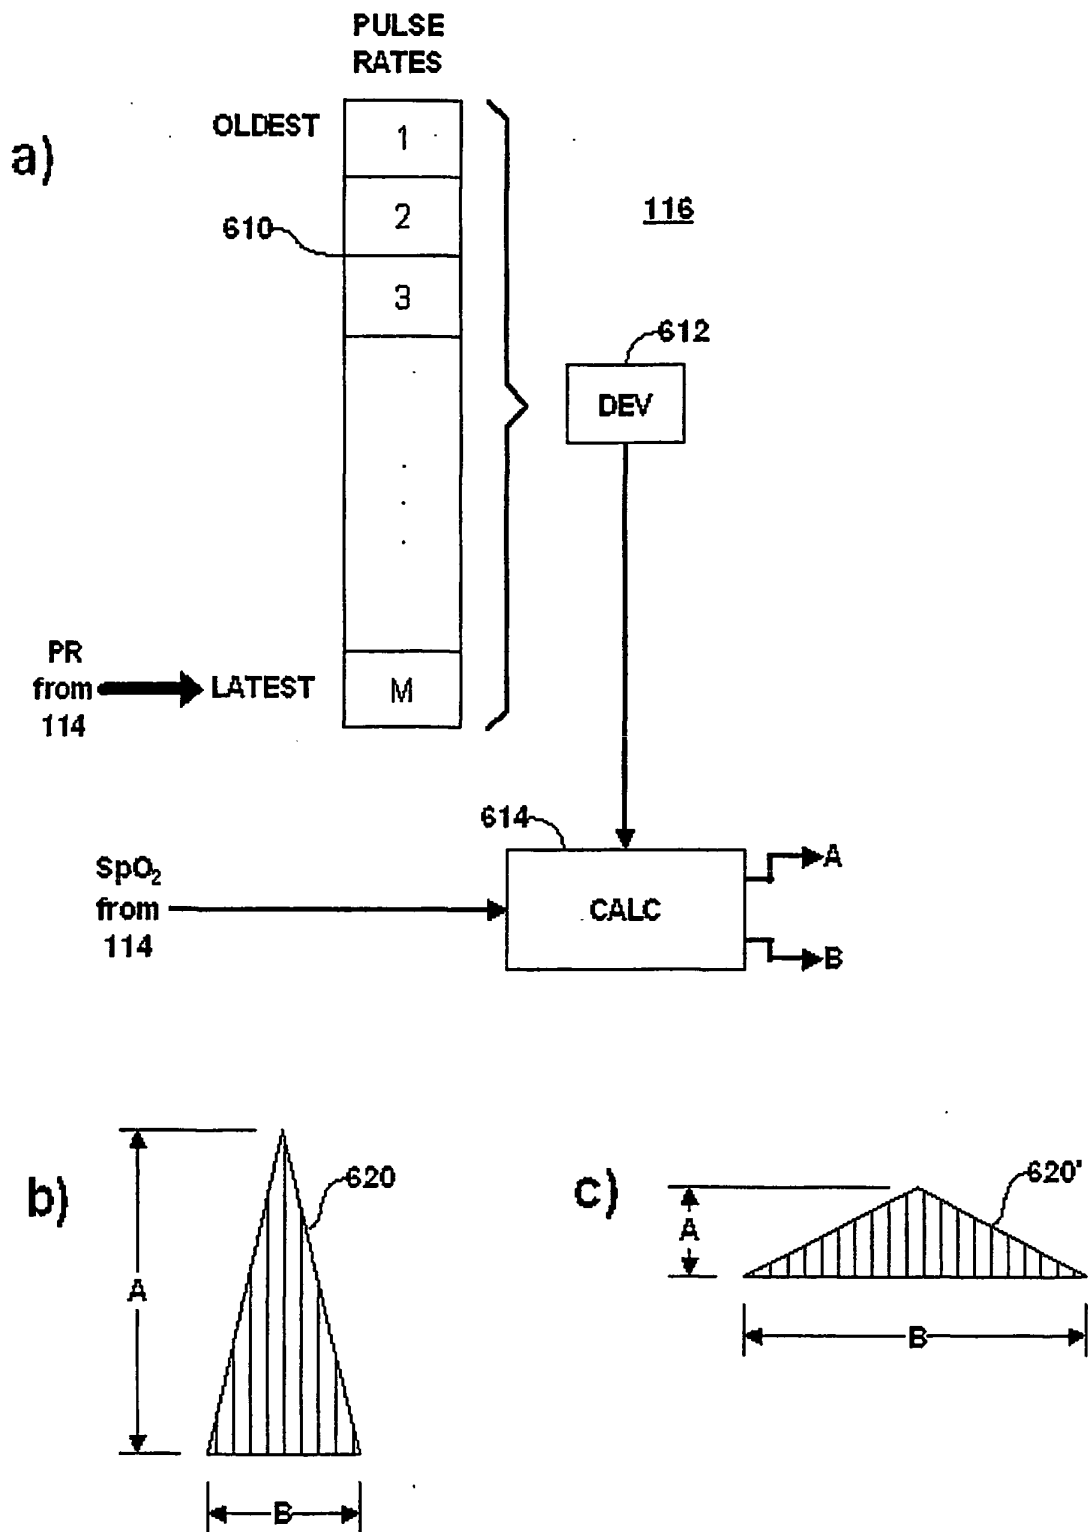 PULSE
RATES
a)
OLDEST
1
2
610
3
116
612
DEV
PR
from
114
LATEST
M
614
SpO₂
from
114
CALC
A
B
b)
620
A
B
c)
620'
A
B